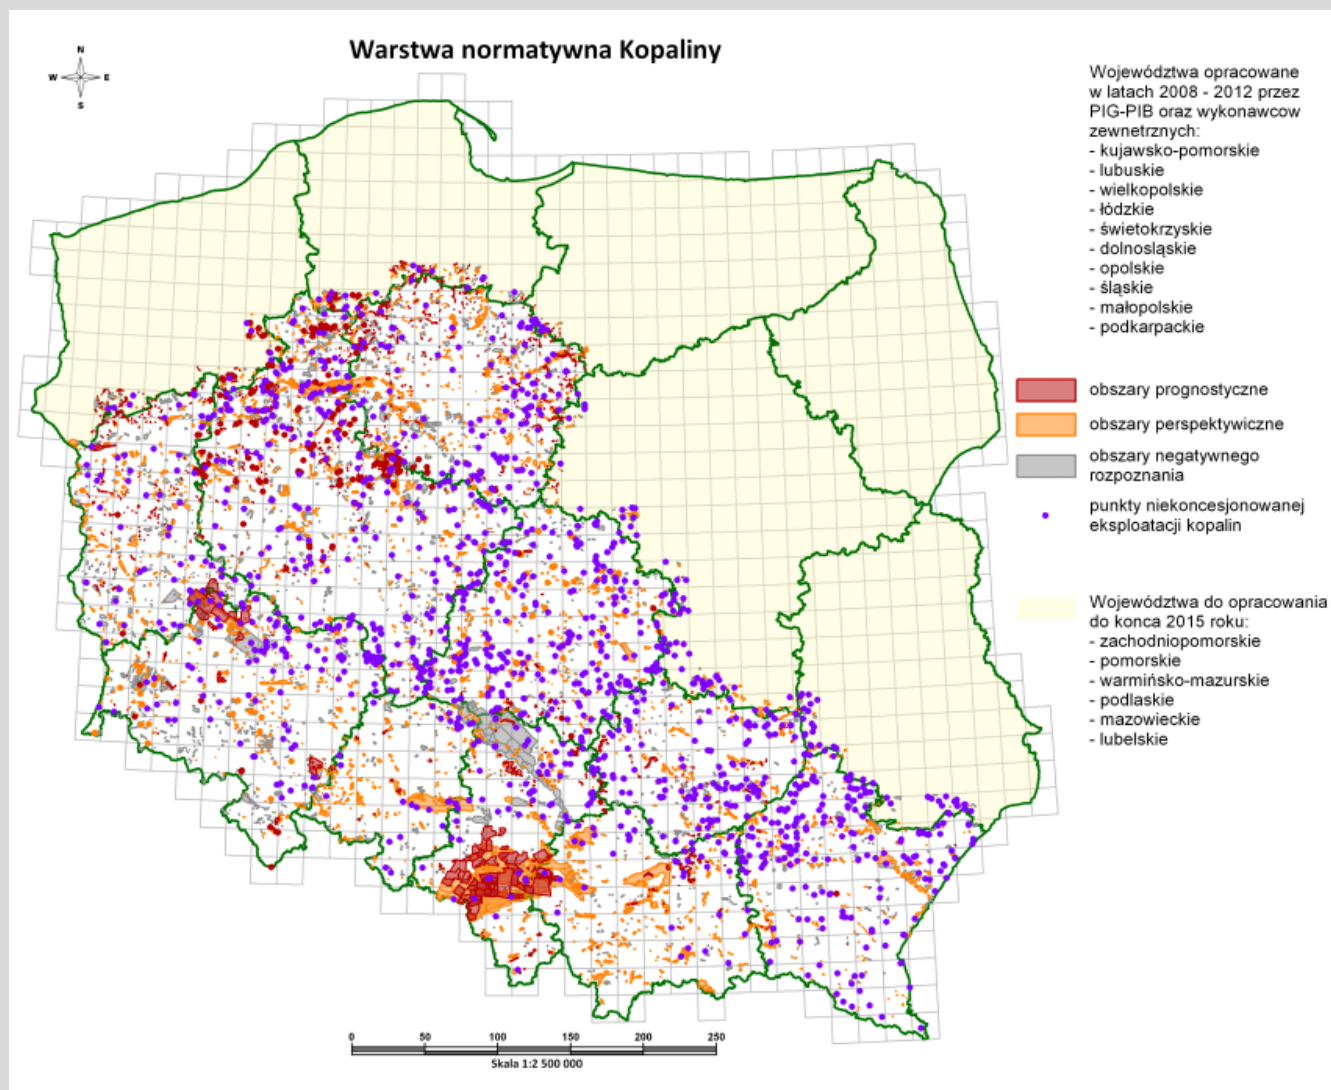 Warstwa normatywna Kopaliny
N
W E
S
Województwa opracowane
w latach 2008 - 2012 przez
PIG-PIB oraz wykonawcow
zewnetrznych:
- kujawsko-pomorskie
- lubuskie
- wielkopolskie
- łódzkie
- świetokrzyskie
- dolnosląskie
- opolskie
- śląskie
- małopolskie
- podkarpackie
obszary prognostyczne
obszary perspektywiczne
obszary negatywnego
rozpoznania
punkty niekoncesjonowanej
eksploatacji kopalin
Województwa do opracowania
do konca 2015 roku:
- zachodniopomorskie
- pomorskie
- warmińsko-mazurskie
- podlaskie
- mazowieckie
- lubelskie
0 50 100 150 200 250
Skala 1:2 500 000